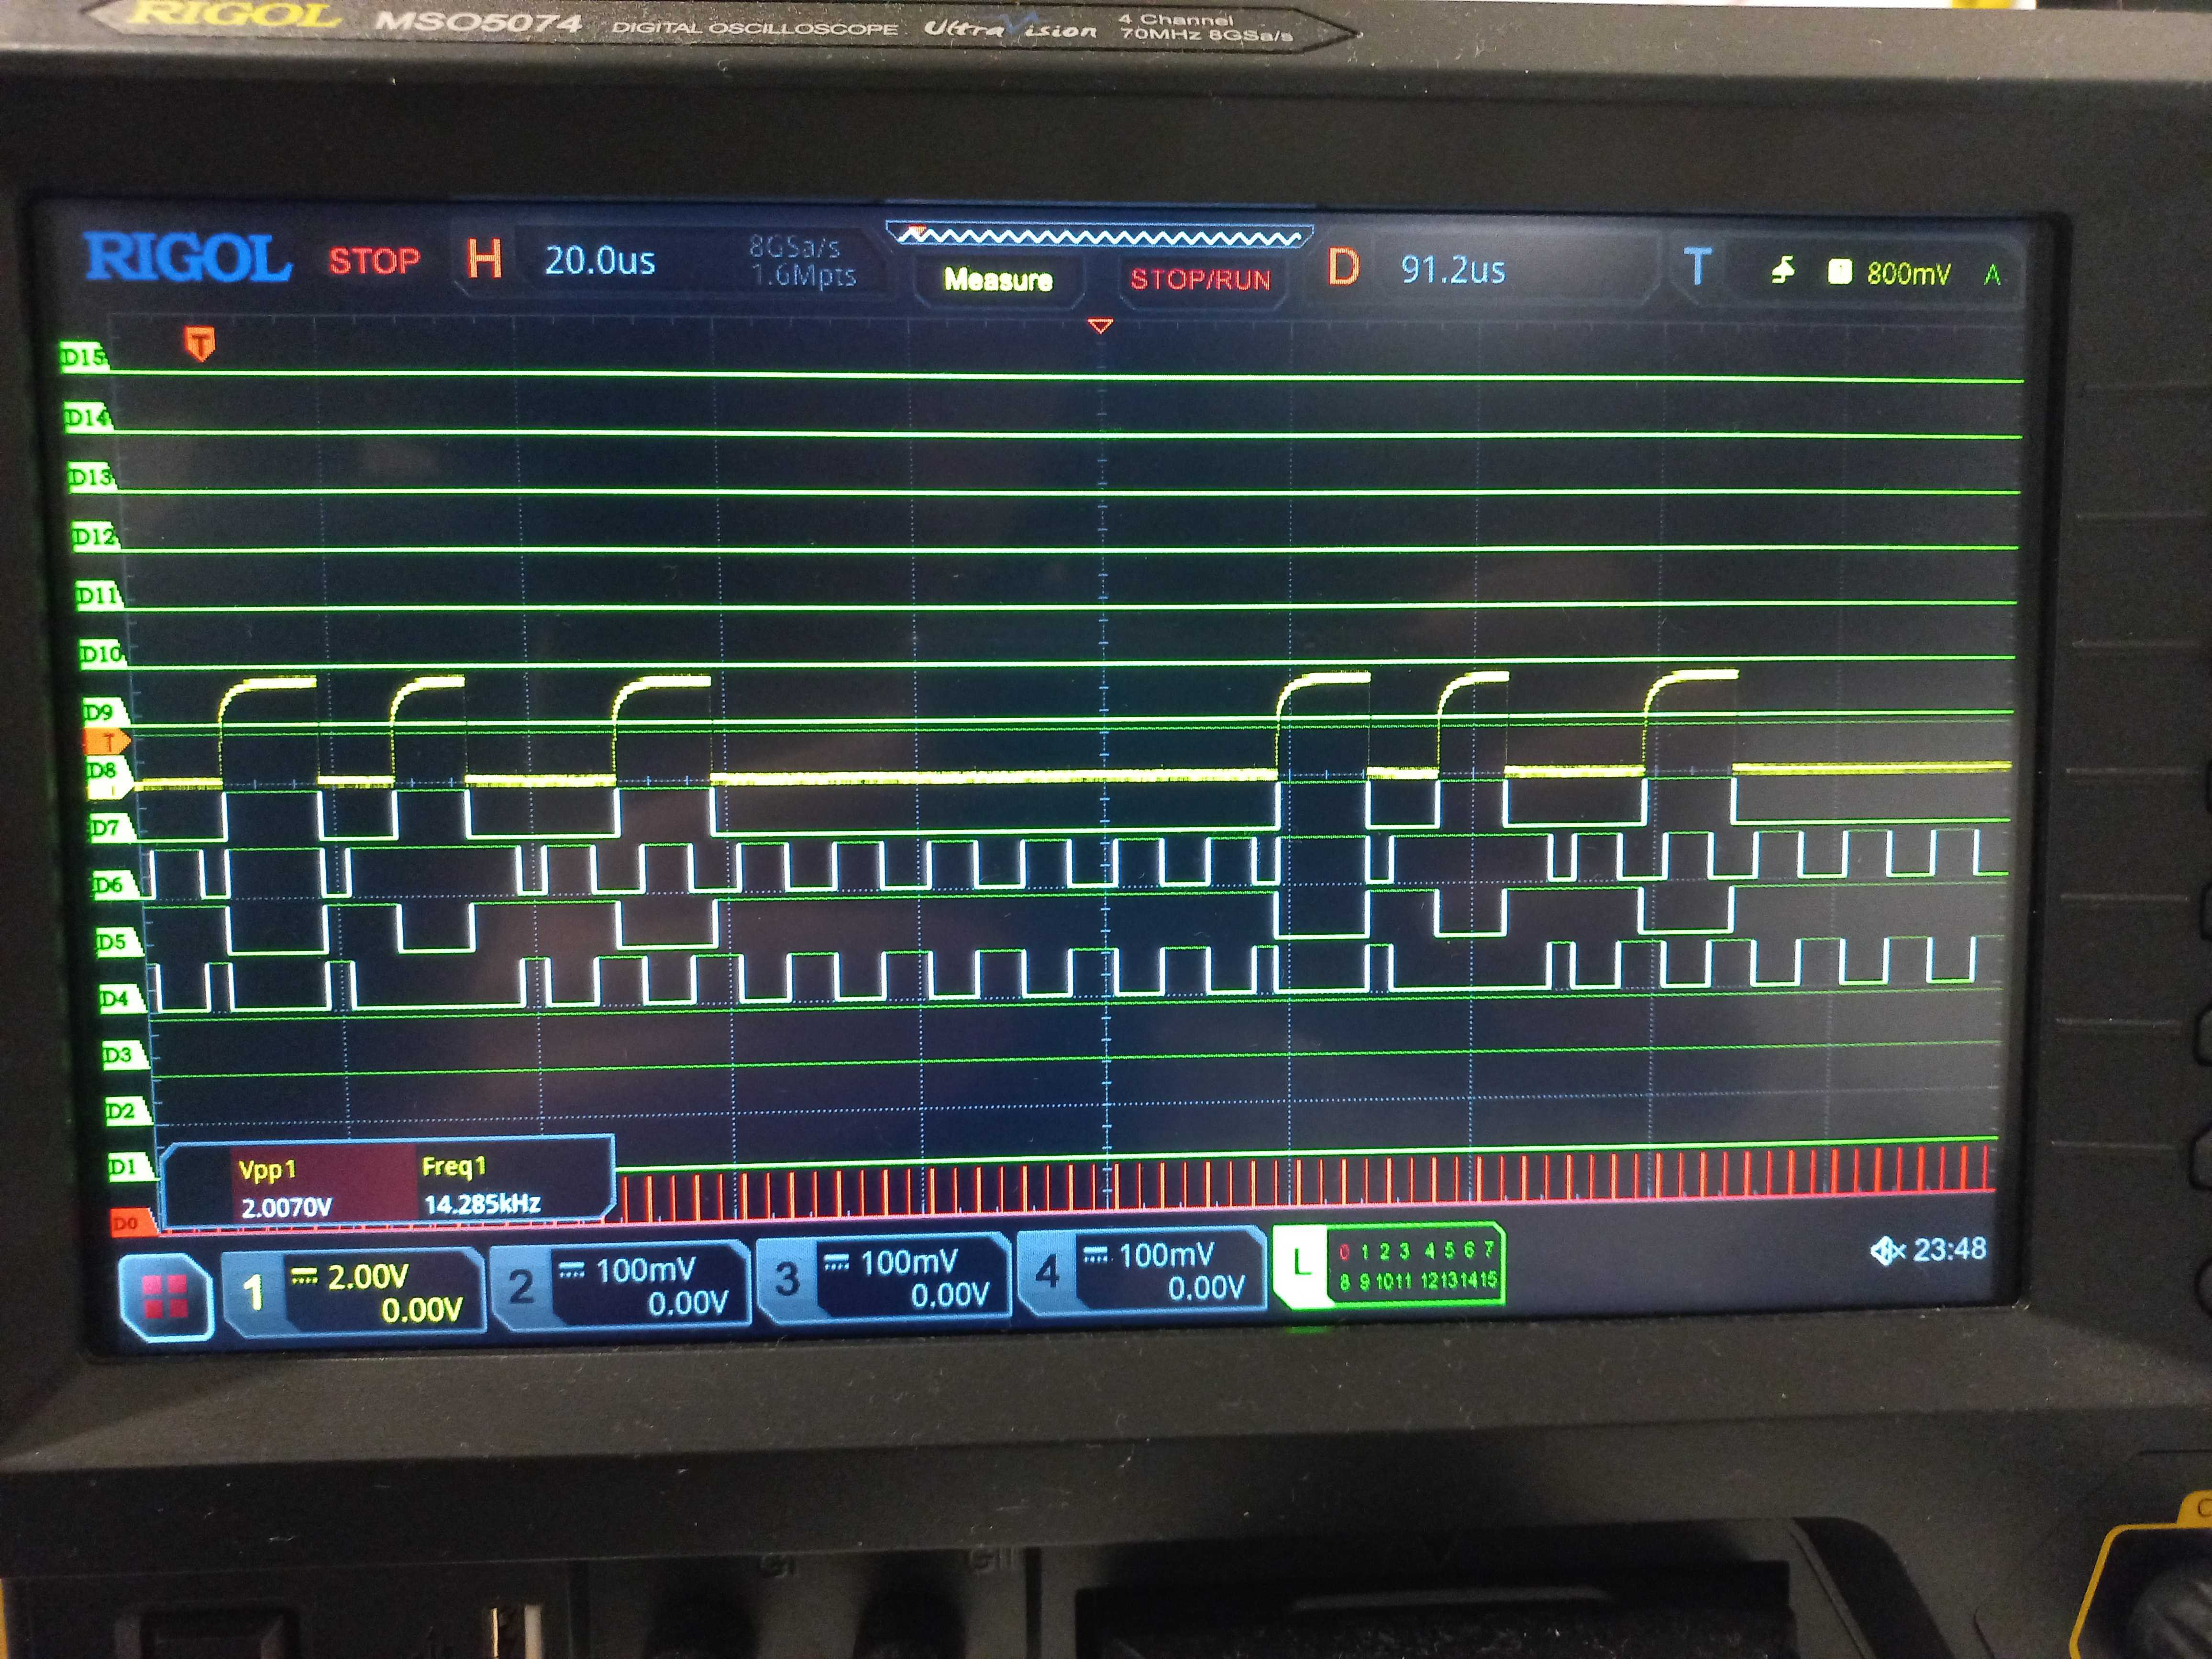 RIGOL MSO5074 DIGITAL OSCILLOSCOPE UltraVision 4 Channel
70MHz 8GSa/s
RIGOL STOP H 20.0us 8GSa/s
1.6Mpts
Measure STOP/RUN D 91.2us T 800mV A
T
D15
D14
D13
D12
D11
D10
D9
T
D8
D7
D6
D5
D4
D3
D2
D1
Vpp1 Freq1
2.0070V 14.285kHz
D0
1 2.00V
0.00V
2 100mV
0.00V
3 100mV
0.00V
4 100mV
0.00V
L 0 1 2 3 4 5 6 7
8 9 10 11 12 13 14 15
23:48